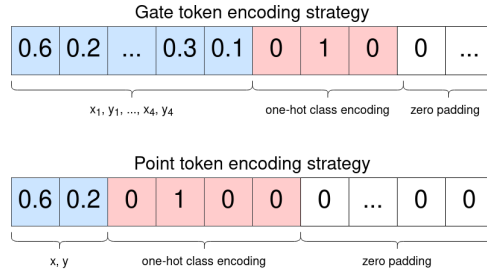 Gate token encoding strategy
0.6 0.2 ... 0.3 0.1 0 1 0 0 ...
x₁, y₁, ..., x₄, y₄ one-hot class encoding zero padding
Point token encoding strategy
0.6 0.2 0 1 0 0 0 ... 0 0
x, y one-hot class encoding zero padding